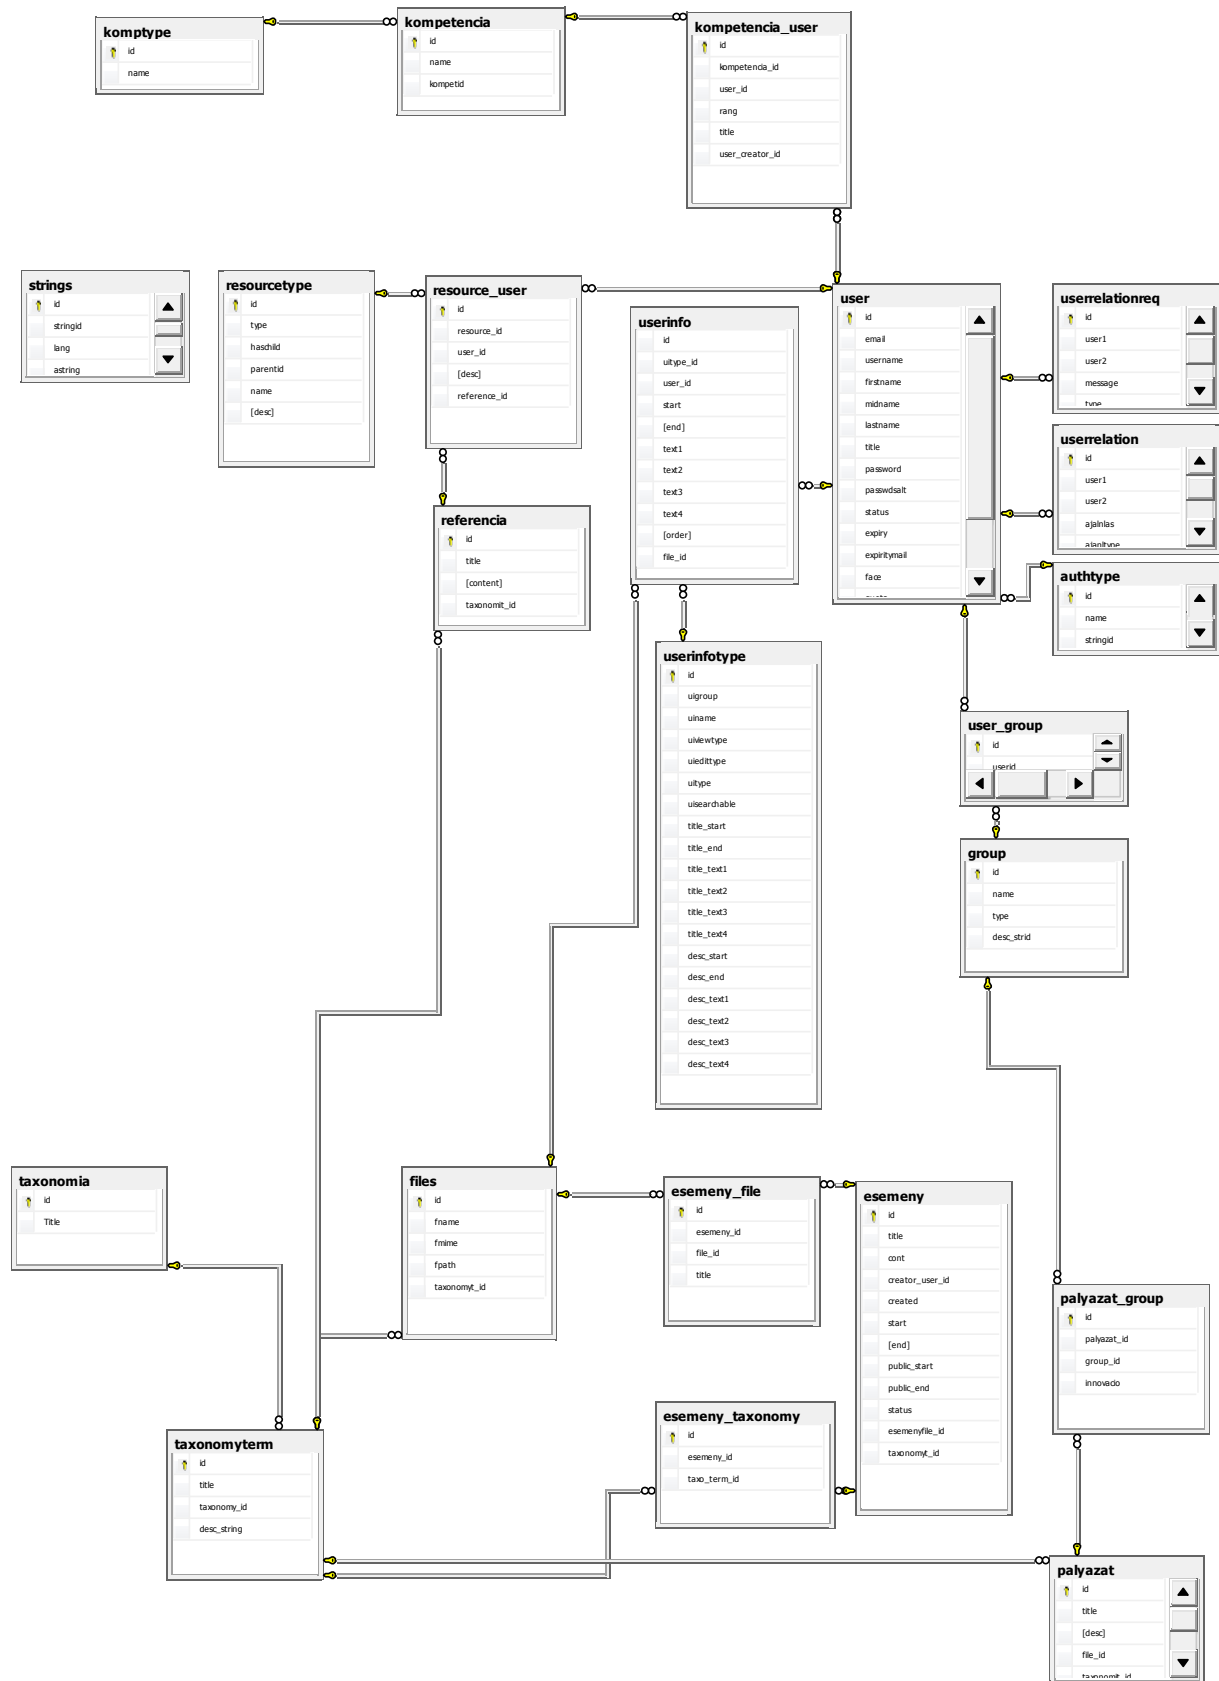 komptype
id
name
kompetencia
id
name
kompetid
kompetencia_user
id
kompetencia_id
user_id
rang
title
user_creator_id
strings
id
stringid
lang
astring
resourcetype
id
type
haschild
parentid
name
[desc]
resource_user
id
resource_id
user_id
[desc]
reference_id
userinfo
id
uitype_id
user_id
start
[end]
text1
text2
text3
text4
[order]
file_id
user
id
email
username
firstname
midname
lastname
title
password
passwdsalt
status
expiry
expiritymail
face
userrelationreq
id
user1
user2
message
type
userrelation
id
user1
user2
ajalnlas
authtype
id
name
stringid
referencia
id
title
[content]
taxonomit_id
userinfotype
id
uigroup
uiname
uiviewtype
uiedittype
uitype
uisearchable
title_start
title_end
title_text1
title_text2
title_text3
title_text4
desc_start
desc_end
desc_text1
desc_text2
desc_text3
desc_text4
user_group
id
userid
group
id
name
type
desc_strid
taxonomia
id
Title
files
id
fname
fmime
fpath
taxonomyt_id
esemeny_file
id
esemeny_id
file_id
title
esemeny
id
title
cont
creator_user_id
created
start
[end]
public_start
public_end
status
esemenyfile_id
taxonomyt_id
palyazat_group
id
palyazat_id
group_id
innovacio
taxonomyterm
id
title
taxonomy_id
desc_string
esemeny_taxonomy
id
esemeny_id
taxo_term_id
palyazat
id
title
[desc]
file_id
taxonomit_id